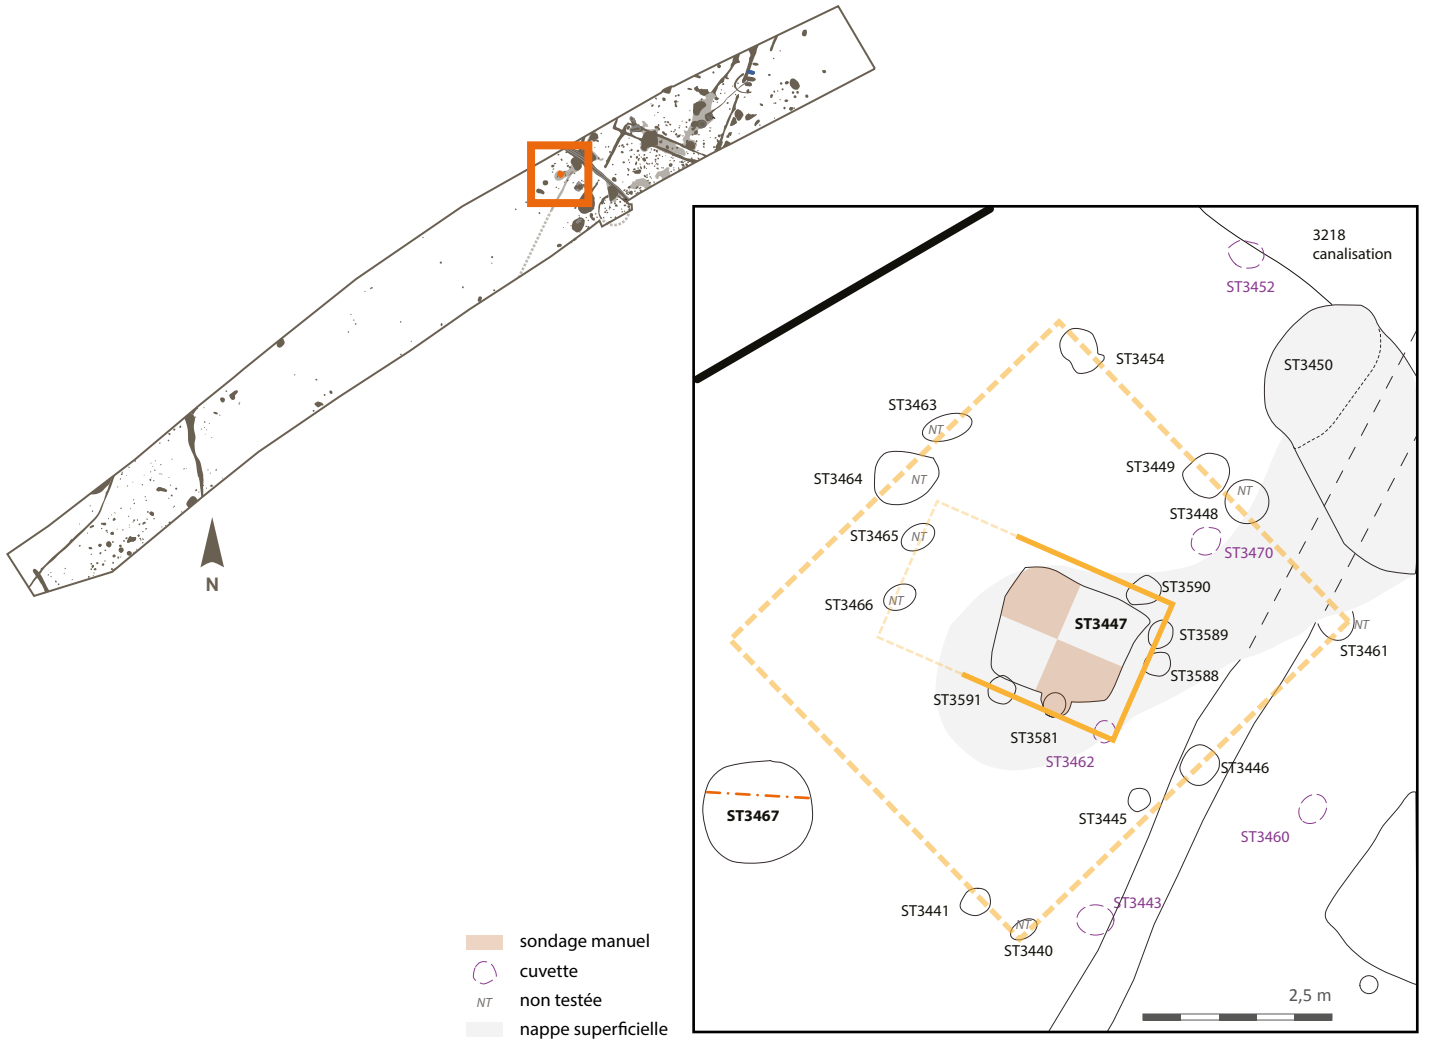 N
3218
canalisation
ST3452
ST3454
ST3450
ST3463
NT
ST3464
NT
ST3449
NT
ST3448
ST3465
NT
ST3470
ST3466
NT
ST3590
ST3447
ST3589
NT
ST3461
ST3588
ST3591
ST3581
ST3462
ST3446
ST3467
ST3445
ST3460
ST3441
ST3443
NT
ST3440
2,5 m
sondage manuel
cuvette
NT non testée
nappe superficielle